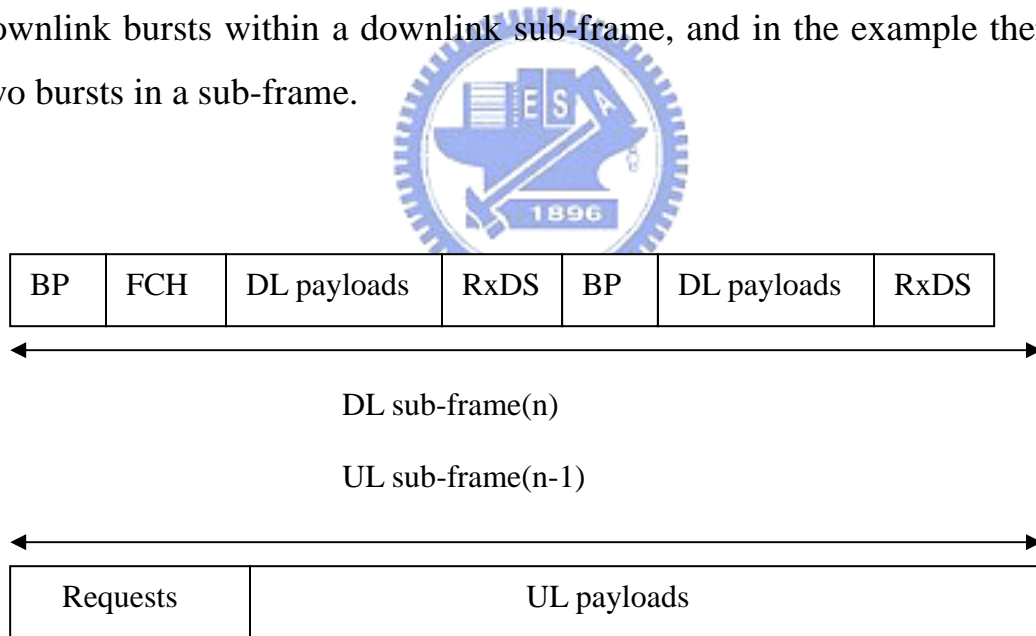 ownlink bursts within a downlink sub-frame, and in the example the
vo bursts in a sub-frame.
E S A
1896
BP FCH DL payloads RxDS BP DL payloads RxDS
DL sub-frame(n)
UL sub-frame(n-1)
Requests UL payloads